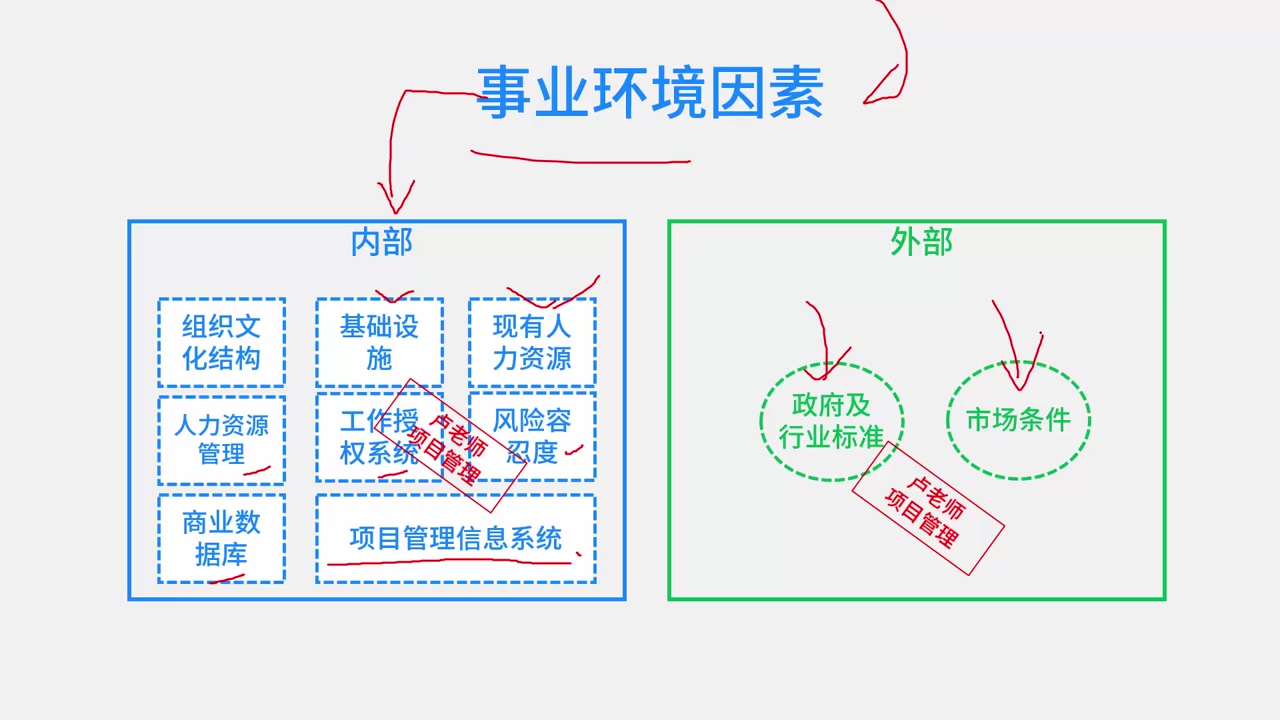 事业环境因素
内部
组织文
化结构
基础设
施
现有人
力资源
人力资源
管理
工作授
权系统
风险容
忍度
商业数
据库
项目管理信息系统
卢老师
项目管理
外部
政府及
行业标准
市场条件
卢老师
项目管理